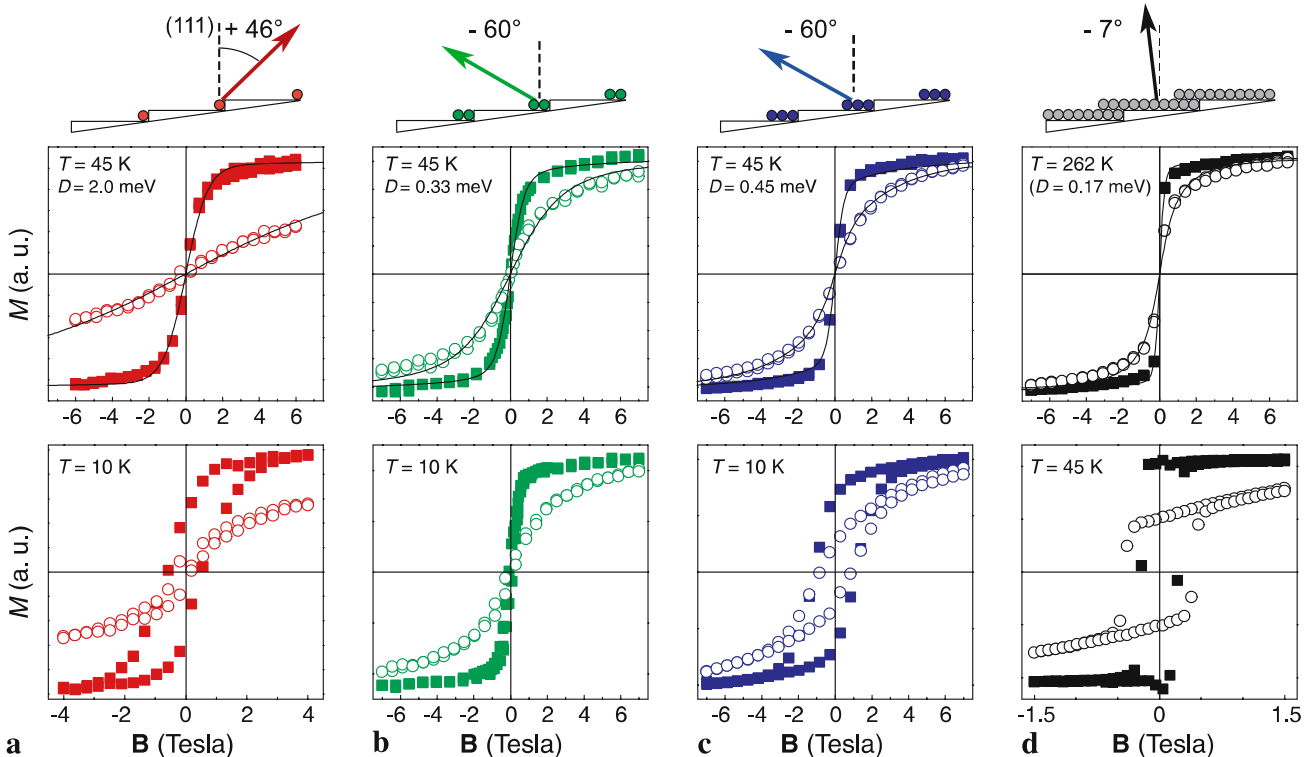 (111) + 46°
- 60°
- 60°
- 7°
T = 45 K
D = 2.0 meV
45 K
D = 0.33 meV
T = 45 K
D = 0.45 meV
T = 262 K
(D = 0.17 meV)
M (a. u.)
-6 -4 -2 0 2 4 6
-6 -4 -2 0 2 4 6
-6 -4 -2 0 2 4 6
-6 -4 -2 0 2 4 6
T = 10 K
T = 10 K
T = 10 K
T = 45 K
M (a. u.)
-4 -2 0 2 4
-6 -4 -2 0 2 4 6
-6 -4 -2 0 2 4 6
-1.5 0 1.5
a B (Tesla)
b B (Tesla)
c B (Tesla)
d B (Tesla)